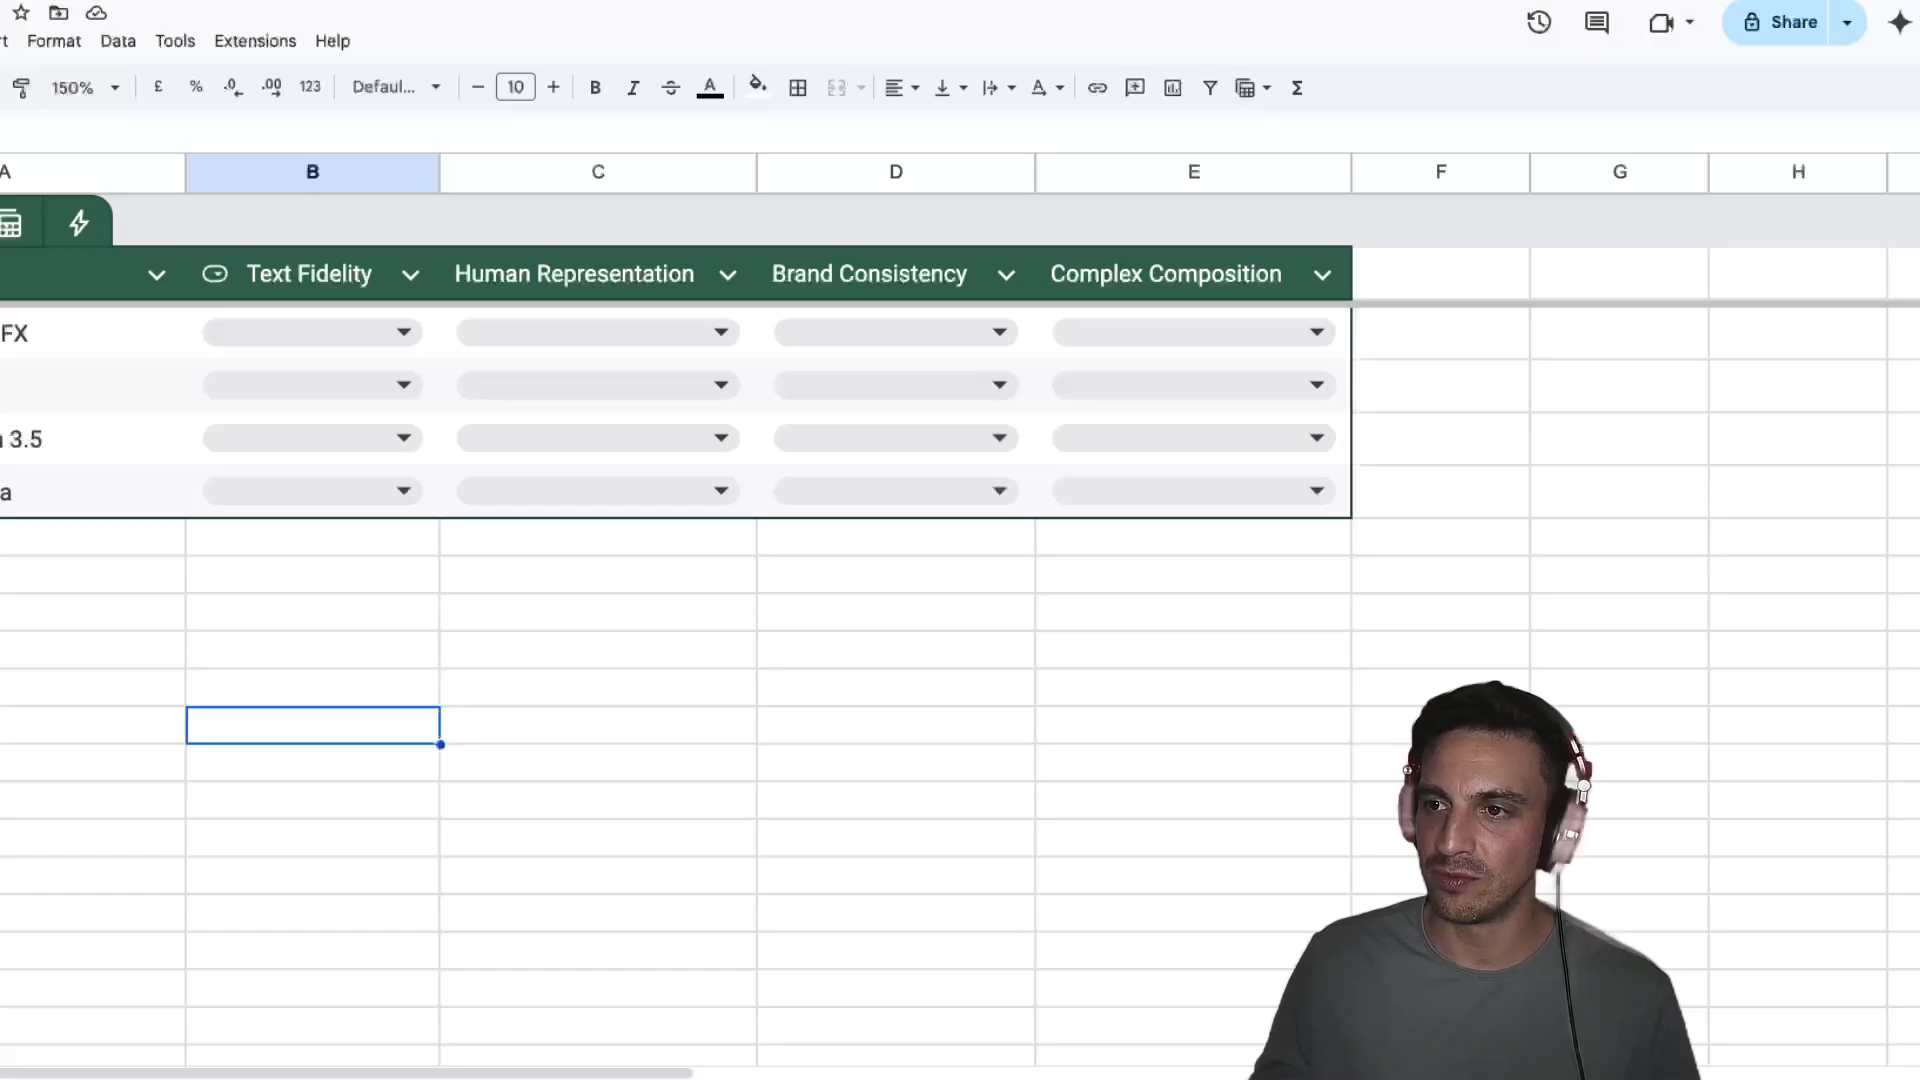 Format Data Tools Extensions Help
Share
150% £ % .0 .00 123 Defaul... 10 B I A A
A B C D E F G H
Text Fidelity Human Representation Brand Consistency Complex Composition
FX
3.5
a